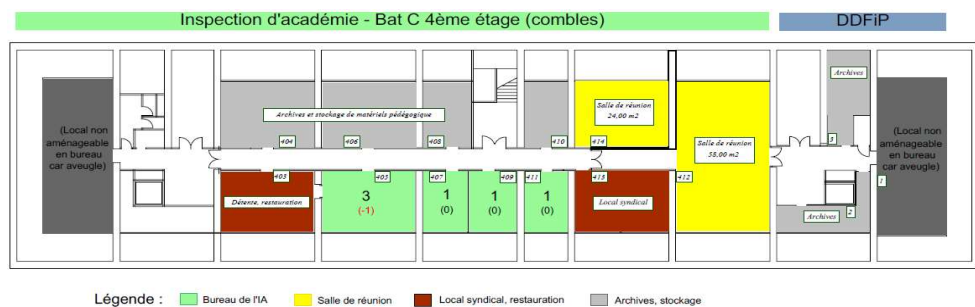 Inspection d'académie - Bat C 4ème étage (combles)
DDFiP
Archives
(Local non
aménageable
en bureau
car aveugle)
Archives et stockage de matériels pédégogique
Salle de réunion
24,00 m2
Salle de réunion
58,00 m2
(Local non
aménageable
en bureau
car aveugle)
404
406
408
410
414
3
403
405
407
409
411
413
412
1
Détente, restauration
3
(-1)
1
(0)
1
(0)
1
(0)
Local syndical
Archives
2
Légende :
Bureau de l'IA
Salle de réunion
Local syndical, restauration
Archives, stockage